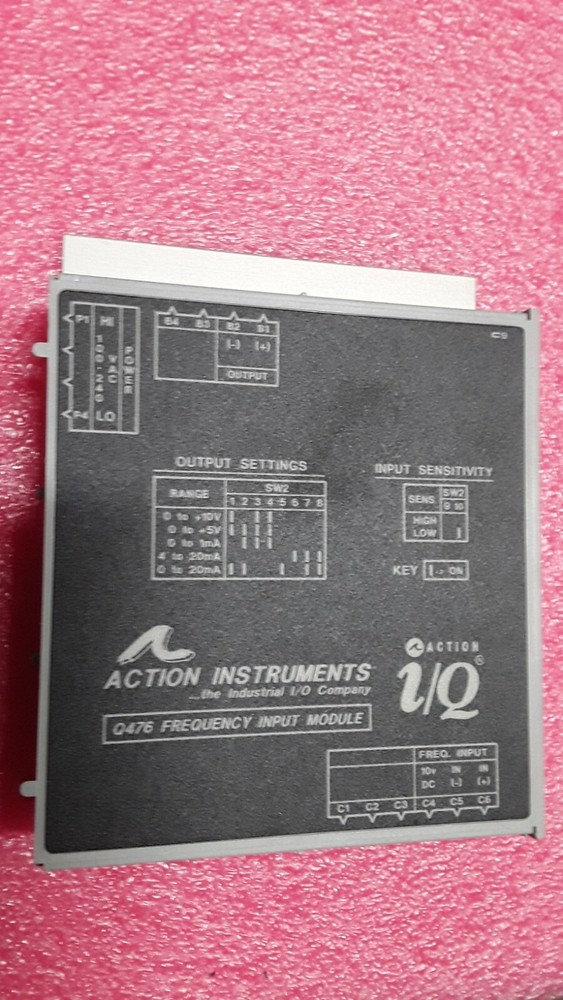 P1 HI
100-240
VAC
POWER
P4 LO
B4 B3 B2 B1
(-) (+)
OUTPUT
OUTPUT SETTINGS
RANGE
SW2
1 2 3 4 5 6 7 8
0 to +10V
0 to +5V
0 to 1mA
4 to 20mA
0 to 20mA
INPUT SENSITIVITY
SENS
SW2
9 10
HIGH
LOW
KEY - ON
ACTION INSTRUMENTS
...the Industrial I/O Company
Q476 FREQUENCY INPUT MODULE
ACTION
i/Q®
FREQ. INPUT
10v IN IN
DC (-) (+)
C1 C2 C3 C4 C5 C6